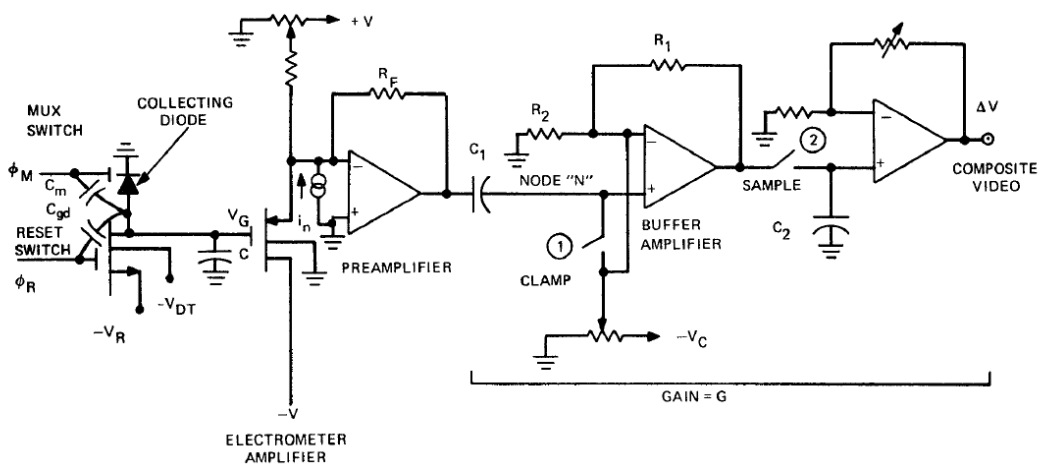 + V
R_F
R_1
R_2
MUX
SWITCH
COLLECTING
DIODE
ΔV
ϕ_M
C_m
C_gd
C_1
NODE "N"
SAMPLE
②
COMPOSITE
VIDEO
RESET
SWITCH
V_G
i_n
BUFFER
AMPLIFIER
C_2
ϕ_R
C
PREAMPLIFIER
①
CLAMP
−V_DT
−V_R
−V_C
GAIN = G
−V
ELECTROMETER
AMPLIFIER
− + − + − +